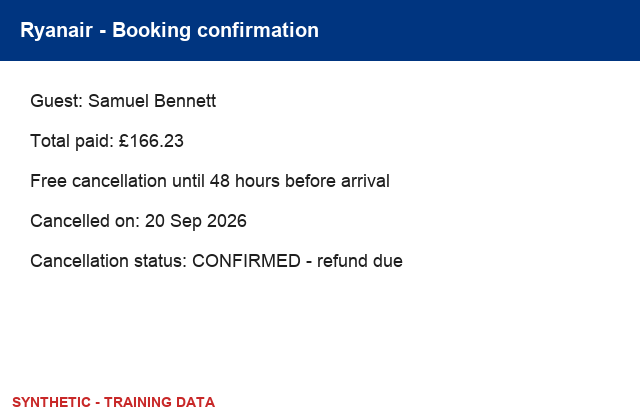 Ryanair - Booking confirmation
Guest: Samuel Bennett
Total paid: £166.23
Free cancellation until 48 hours before arrival
Cancelled on: 20 Sep 2026
Cancellation status: CONFIRMED - refund due
SYNTHETIC - TRAINING DATA